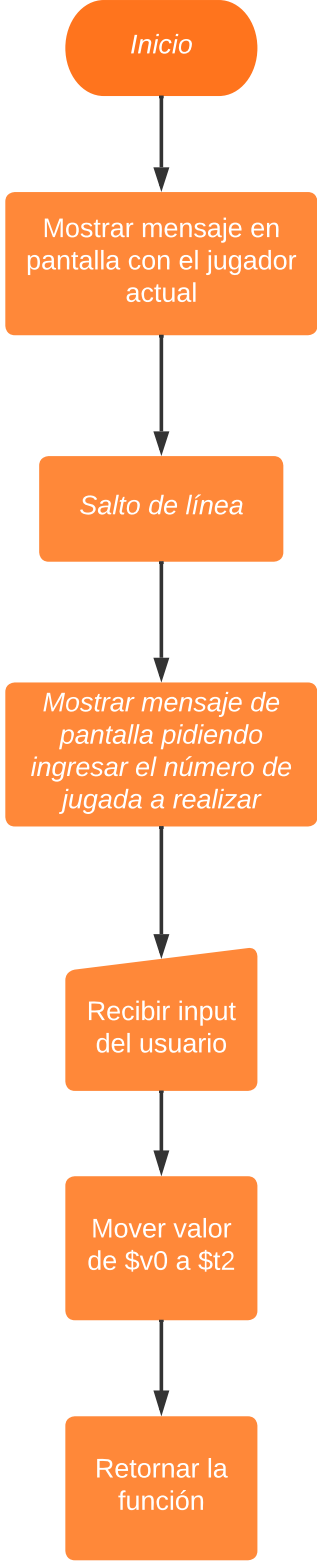 Inicio
Mostrar mensaje en
pantalla con el jugador
actual
Salto de línea
Mostrar mensaje de
pantalla pidiendo
ingresar el número de
jugada a realizar
Recibir input
del usuario
Mover valor
de $v0 a $t2
Retornar la
función